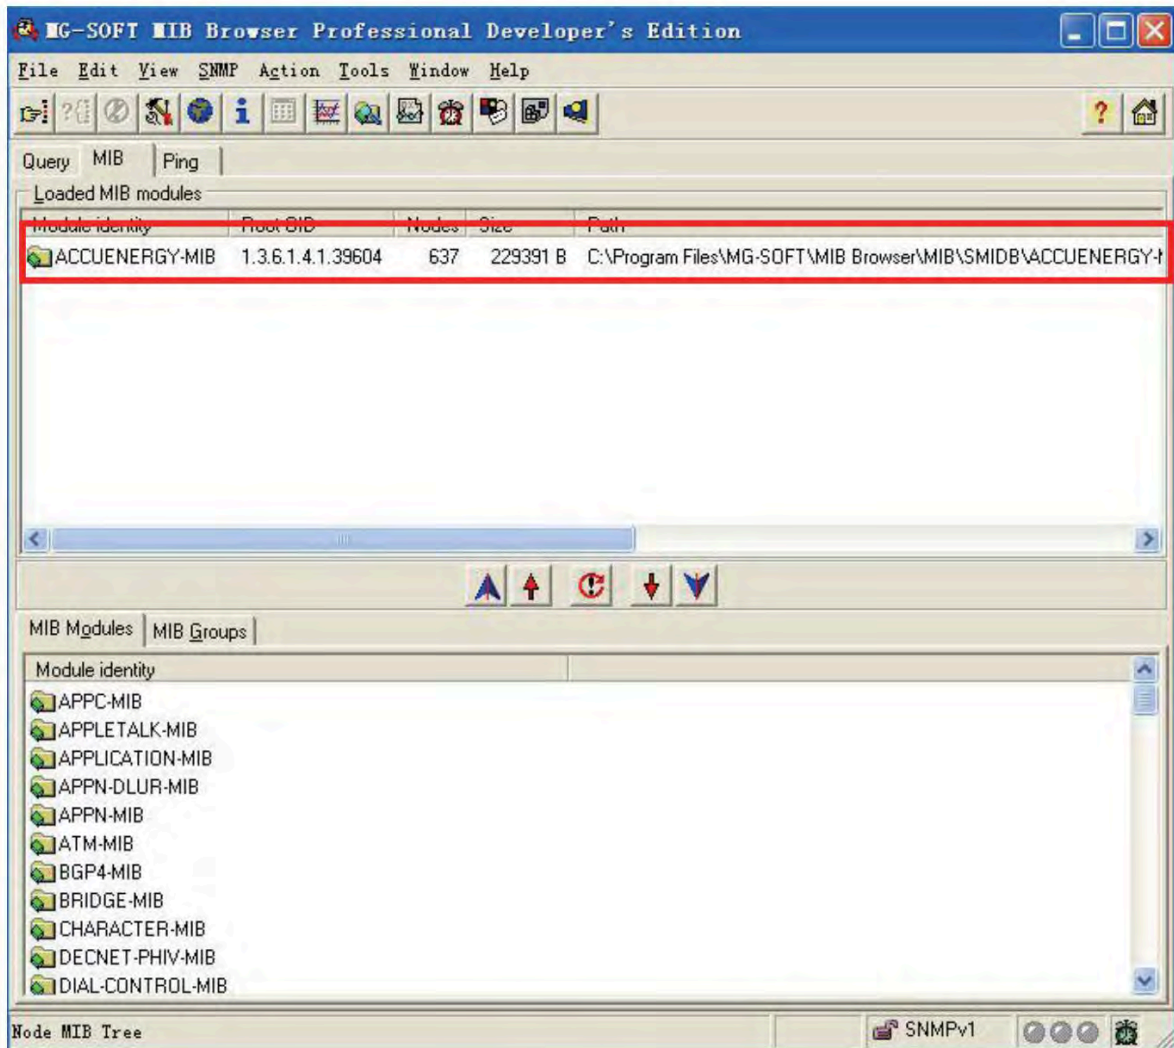 MG-SOFT MIB Browser Professional Developer's Edition
File Edit View SNMP Action Tools Window Help
Query MIB Ping
Loaded MIB modules
Module identity Root OID Nodes Size Path
ACCUENERGY-MIB 1.3.6.1.4.1.39604 637 229391 B C:\Program Files\MG-SOFT\MIB Browser\MIB\SMIDB\ACCUENERGY-
MIB Modules MIB Groups
Module identity
APPC-MIB
APPLETALK-MIB
APPLICATION-MIB
APPN-DLUR-MIB
APPN-MIB
ATM-MIB
BGP4-MIB
BRIDGE-MIB
CHARACTER-MIB
DECNET-PHIV-MIB
DIAL-CONTROL-MIB
Node MIB Tree SNMPv1